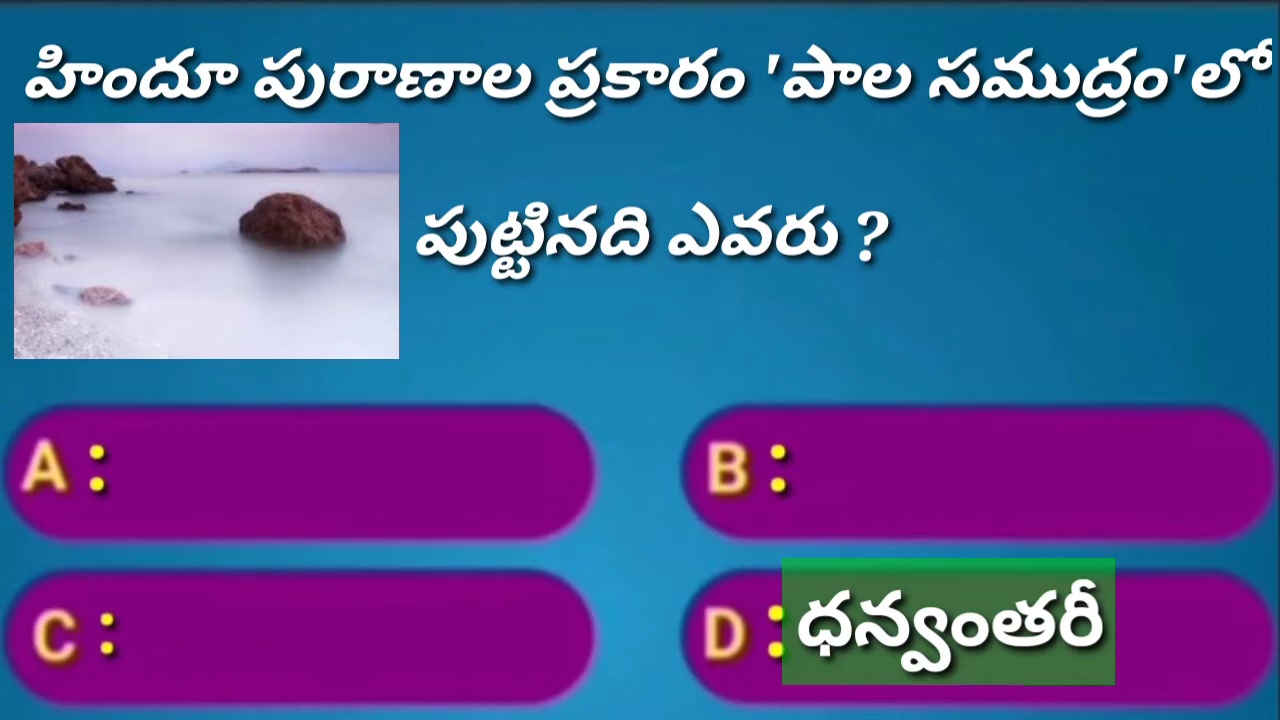 హిందూ పురాణాల ప్రకారం 'పాల సముద్రం'లో
పుట్టినది ఎవరు ?
A :
B :
C :
D : ధన్వంతరీ